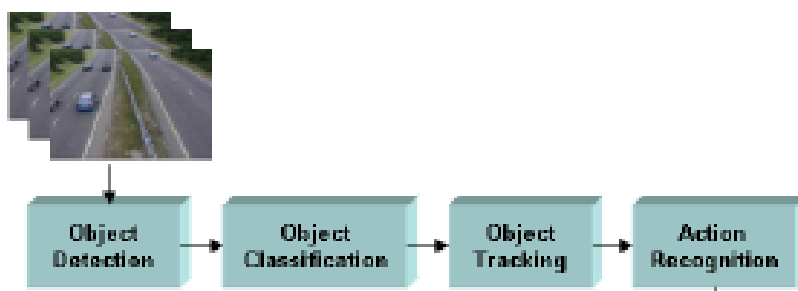 Object
Detection
Object
Classification
Object
Tracking
Action
Recognition